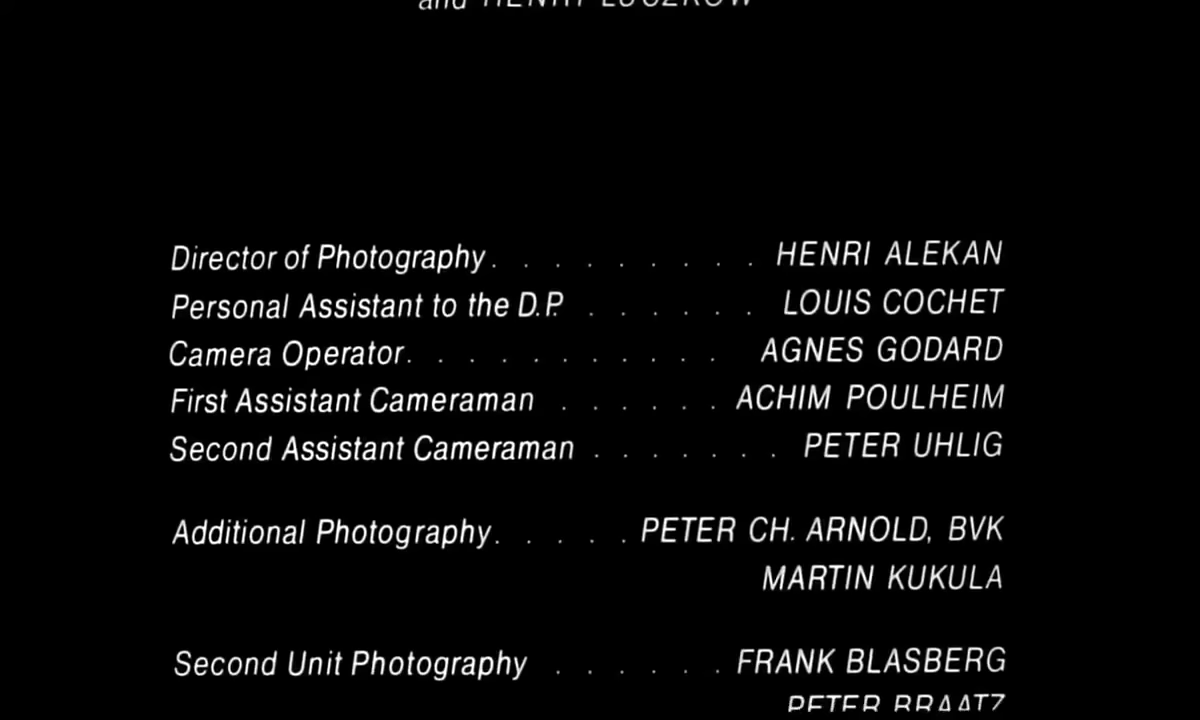 and HENRY LUCZKOW
Director of Photography. . . . . . . . . HENRI ALEKAN
Personal Assistant to the D.P. . . . . . . LOUIS COCHET
Camera Operator. . . . . . . . . . . AGNES GODARD
First Assistant Cameraman . . . . . . ACHIM POULHEIM
Second Assistant Cameraman . . . . . . . PETER UHLIG
Additional Photography. . . . . . PETER CH. ARNOLD, BVK
MARTIN KUKULA
Second Unit Photography . . . . . . FRANK BLASBERG
PETER BRAATZ